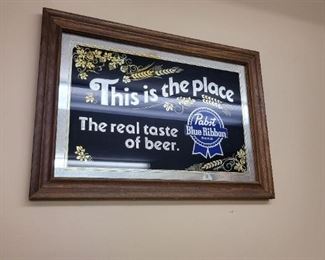 This is the place
The real taste
of beer.
Pabst
Blue Ribbon